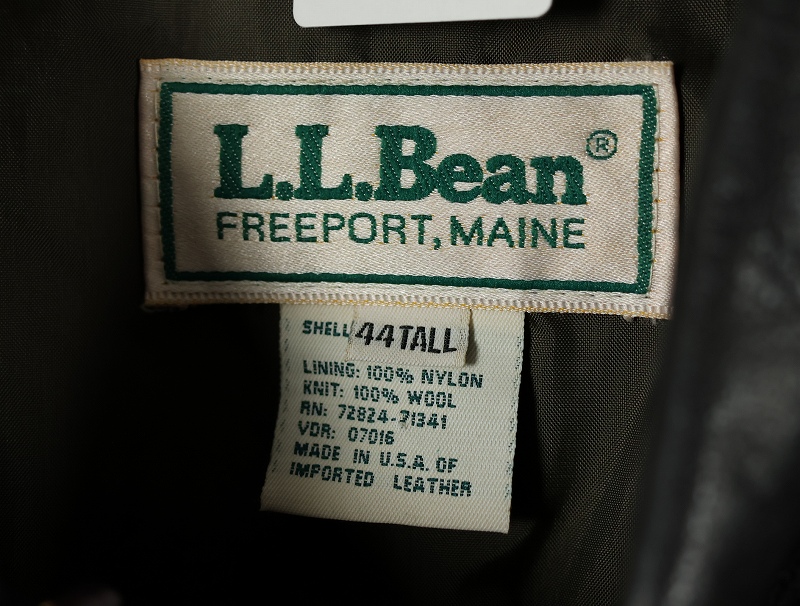 L.L.Bean®
FREEPORT, MAINE
SHELL
44TALL
LINING: 100% NYLON
KNIT: 100% WOOL
RN: 72824-71341
VDR: 07016
MADE IN U.S.A. OF
IMPORTED LEATHER